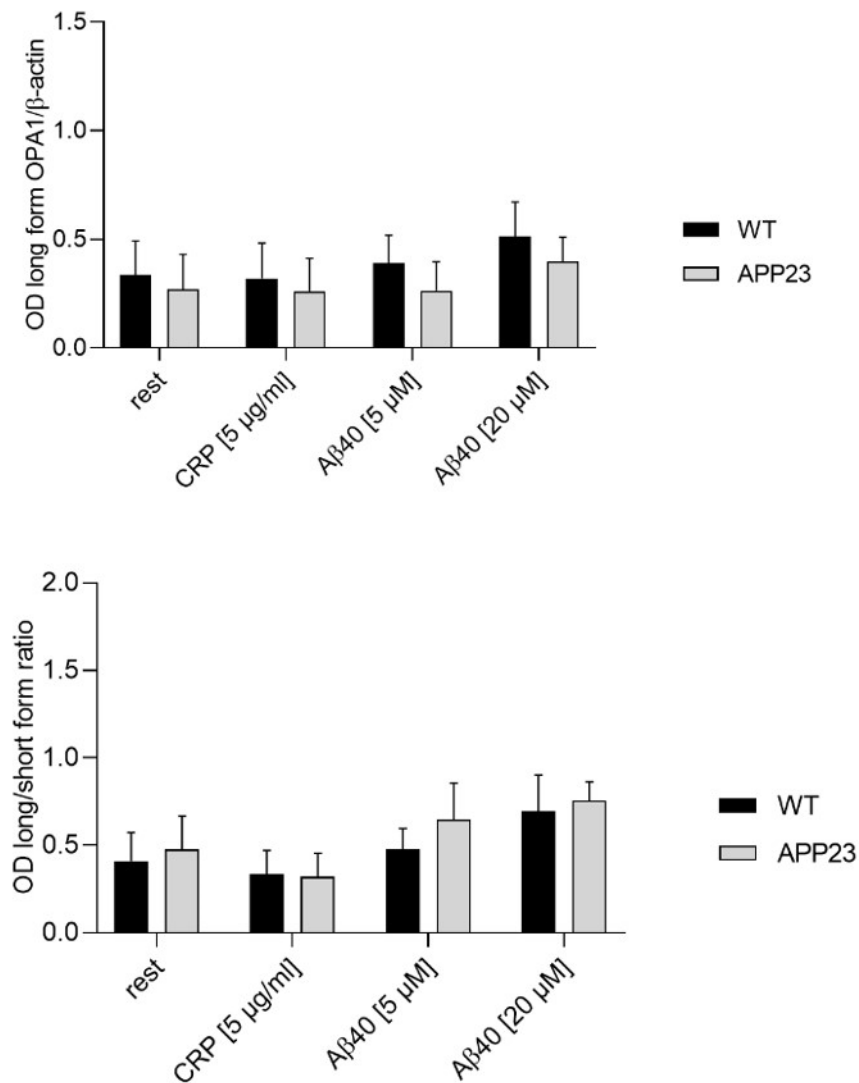 OD long form OPA1/β-actin
1.5
1.0
0.5
0.0
rest
CRP [5 µg/ml]
Aβ40 [5 µM]
Aβ40 [20 µM]
WT
APP23
OD long/short form ratio
2.0
1.5
1.0
0.5
0.0
rest
CRP [5 µg/ml]
Aβ40 [5 µM]
Aβ40 [20 µM]
WT
APP23